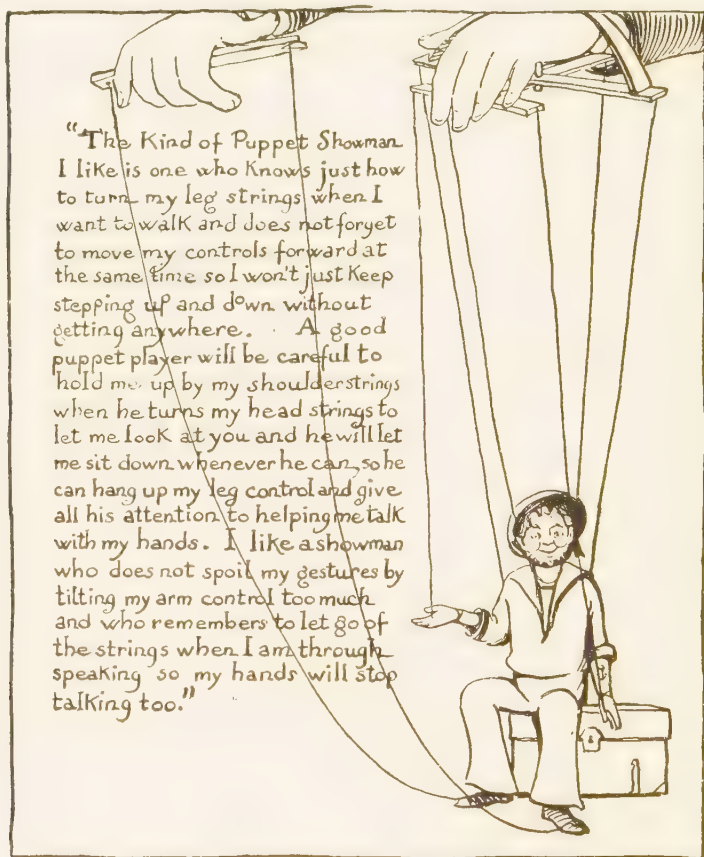 "The Kind of Puppet Showman
I like is one who Knows just how
to turn my leg strings when I
want to walk and does not forget
to move my controls forward at
the same time so I won't just Keep
stepping up and down without
getting anywhere. A good
puppet player will be careful to
hold me up by my shoulder strings
when he turns my head strings to
let me look at you and he will let
me sit down whenever he can, so he
can hang up my leg control and give
all his attention to helping me talk
with my hands. I like a showman
who does not spoil my gestures by
tilting my arm control too much
and who remembers to let go of
the strings when I am through
speaking so my hands will stop
talking too."